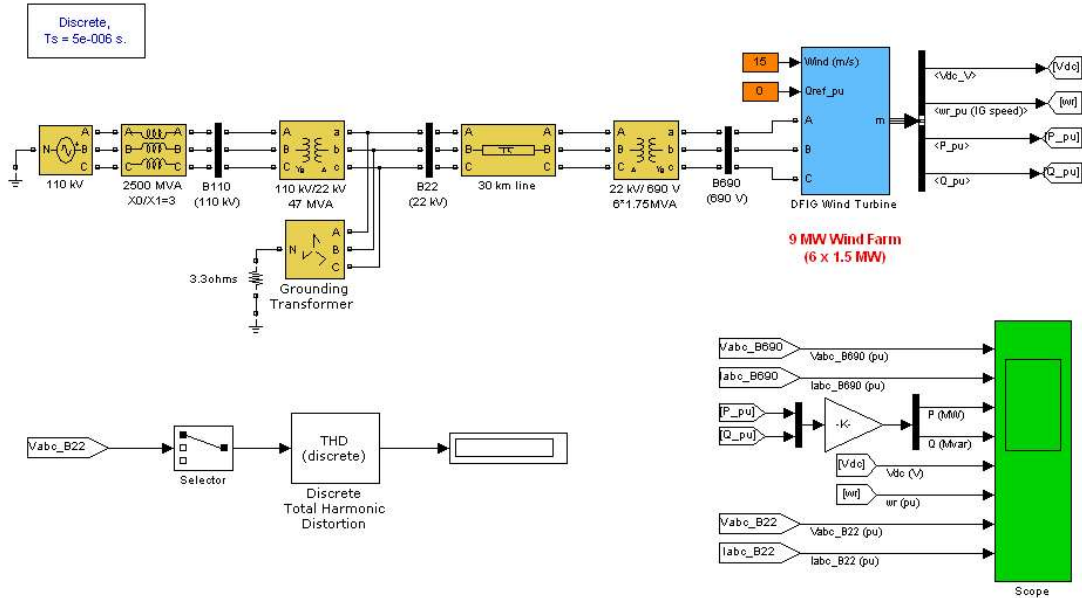 Discrete,
Ts = 5e-006 s.
N
A
B
C
110 kV
A
B
C
A
B
C
2500 MVA
X0/X1=3
B110
(110 kV)
A
B
C
a
b
c
110 kV/22 kV
47 MVA
N
A
B
C
3.3ohms
Grounding
Transformer
B22
(22 kV)
A
B
C
A
B
C
30 km line
A
B
C
a
b
c
22 kV/ 690 V
6*1.75MVA
B690
(690 V)
15
0
Wind (m/s)
Qref_pu
A
B
C
m
DFIG Wind Turbine
9 MW Wind Farm
(6 x 1.5 MW)
<Vdc_V>
<wr_pu (IG speed)>
<P_pu>
<Q_pu>
[Vdc]
[wr]
[P_pu]
[Q_pu]
Vabc_B22
Selector
THD
(discrete)
Discrete
Total Harmonic
Distortion
Vabc_B690
Vabc_B690 (pu)
Iabc_B690
Iabc_B690 (pu)
[P_pu]
[Q_pu]
-K-
P (MW)
Q (Mvar)
[Vdc]
Vdc (V)
[wr]
wr (pu)
Vabc_B22
Vabc_B22 (pu)
Iabc_B22
Iabc_B22 (pu)
Scope